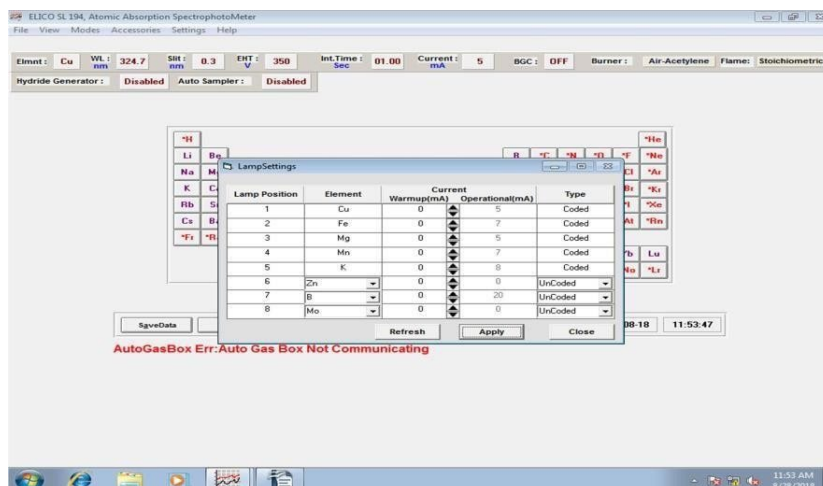 ELICO SL 194, Atomic Absorption SpectrophotoMeter
File View Modes Accessories Settings Help
Elmnt : Cu WL : nm 324.7 Slit : nm 0.3 EHT : V 350 Int.Time : Sec 01.00 Current : mA 5 BGC : OFF Burner : Air-Acetylene Flame: Stoichiometric
Hydride Generator : Disabled Auto Sampler : Disabled
*H *He
Li Be B *C *N *O *F *Ne
Na Cl *Ar
K Br *Kr
Rb *I *Xe
Cs At *Rn
*Fr Yb Lu
No *Lr
LampSettings
Lamp Position Element Current Type
Warmup(mA) Operational(mA)
1 Cu 0 5 Coded
2 Fe 0 7 Coded
3 Mg 0 5 Coded
4 Mn 0 7 Coded
5 K 0 8 Coded
6 Zn 0 0 UnCoded
7 B 0 20 UnCoded
8 Mo 0 0 UnCoded
Refresh Apply Close
SaveData 08-18 11:53:47
AutoGasBox Err:Auto Gas Box Not Communicating
11:53 AM